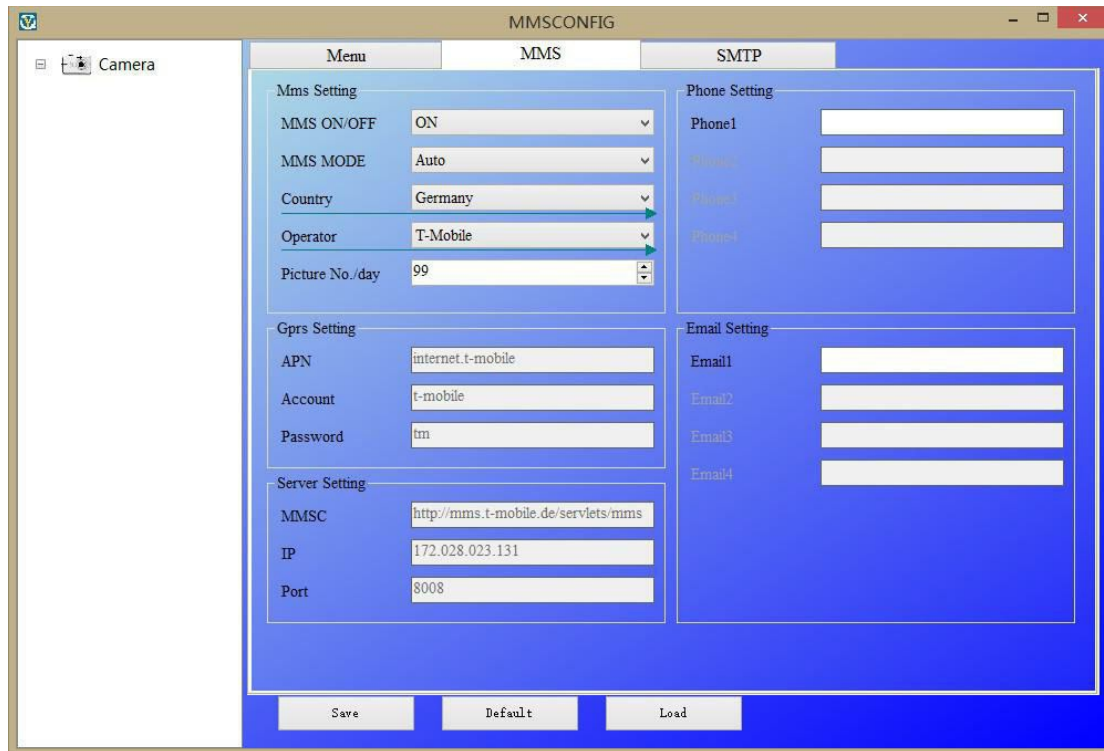 MMSCONFIG
Camera
Menu MMS SMTP
Mms Setting
MMS ON/OFF ON
MMS MODE Auto
Country Germany
Operator T-Mobile
Picture No./day 99
Phone Setting
Phone1
Phone2
Phone3
Phone4
Gprs Setting
APN internet.t-mobile
Account t-mobile
Password tm
Email Setting
Email1
Email2
Email3
Email4
Server Setting
MMSC http://mms.t-mobile.de/servlets/mms
IP 172.028.023.131
Port 8008
Save Default Load